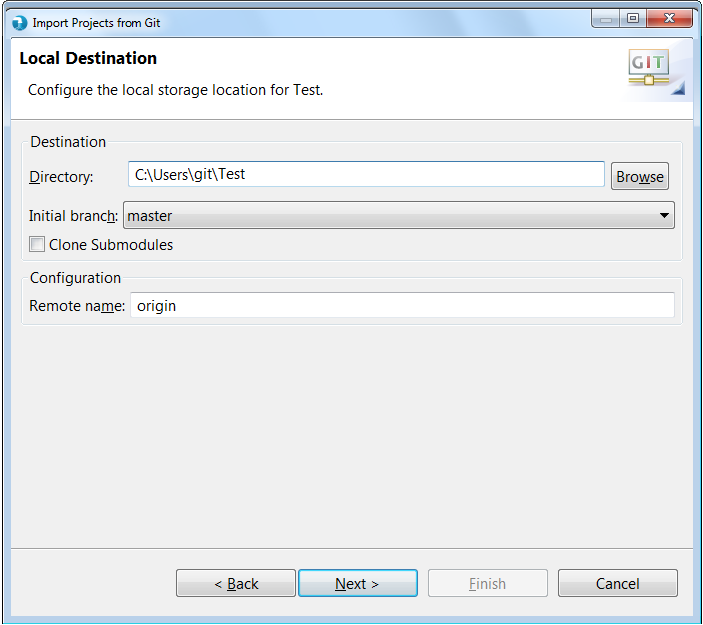 Import Projects from Git
Local Destination
Configure the local storage location for Test.
GIT
Destination
Directory: C:\Users\git\Test Browse
Initial branch: master
Clone Submodules
Configuration
Remote name: origin
< Back Next > Finish Cancel